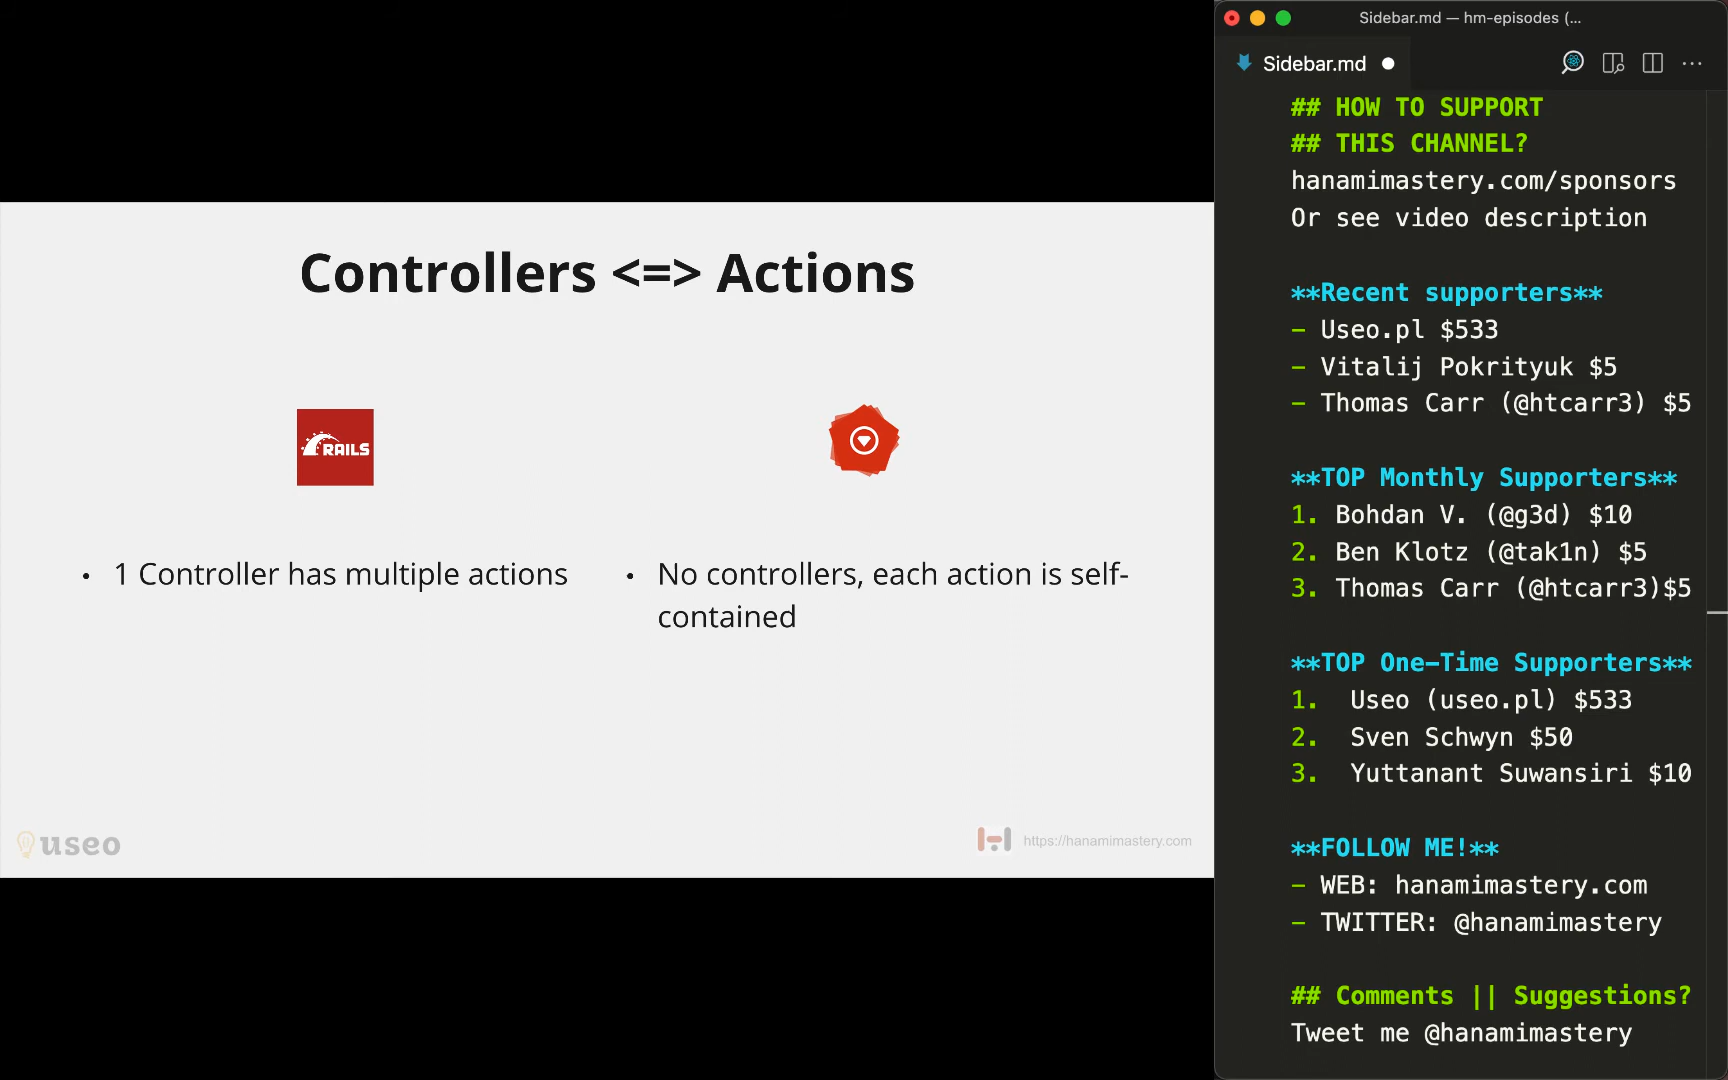 Controllers <=> Actions
RAILS
• 1 Controller has multiple actions
• No controllers, each action is self-
contained
useo
https://hanamimastery.com
Sidebar.md — hm-episodes (...
Sidebar.md
## HOW TO SUPPORT
## THIS CHANNEL?
hanamimastery.com/sponsors
Or see video description
**Recent supporters**
- Useo.pl $533
- Vitalij Pokrityuk $5
- Thomas Carr (@htcarr3) $5
**TOP Monthly Supporters**
1. Bohdan V. (@g3d) $10
2. Ben Klotz (@tak1n) $5
3. Thomas Carr (@htcarr3)$5
**TOP One-Time Supporters**
1. Useo (useo.pl) $533
2. Sven Schwyn $50
3. Yuttanant Suwansiri $10
**FOLLOW ME!**
- WEB: hanamimastery.com
- TWITTER: @hanamimastery
## Comments || Suggestions?
Tweet me @hanamimastery